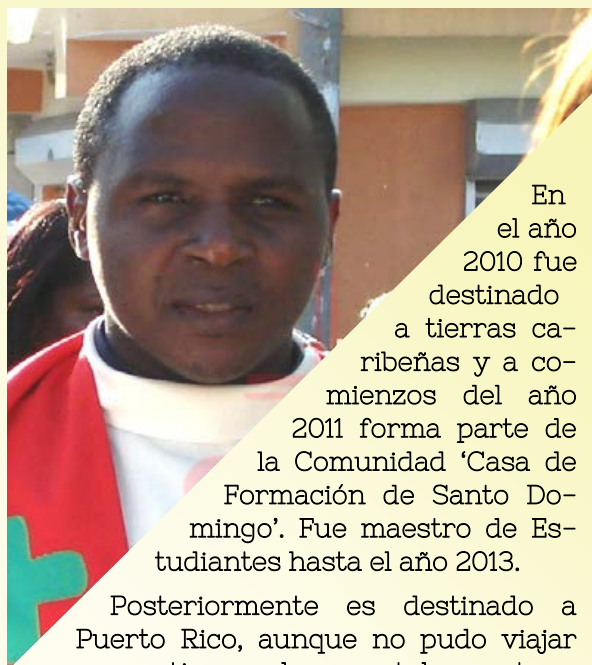 En
el año
2010 fue
destinado
a tierras ca-
ribeñas y a co-
mienzos del año
2011 forma parte de
la Comunidad ‘Casa de
Formación de Santo Do-
mingo’. Fue maestro de Es-
tudiantes hasta el año 2013.
Posteriormente es destinado a
Puerto Rico, aunque no pudo viajar